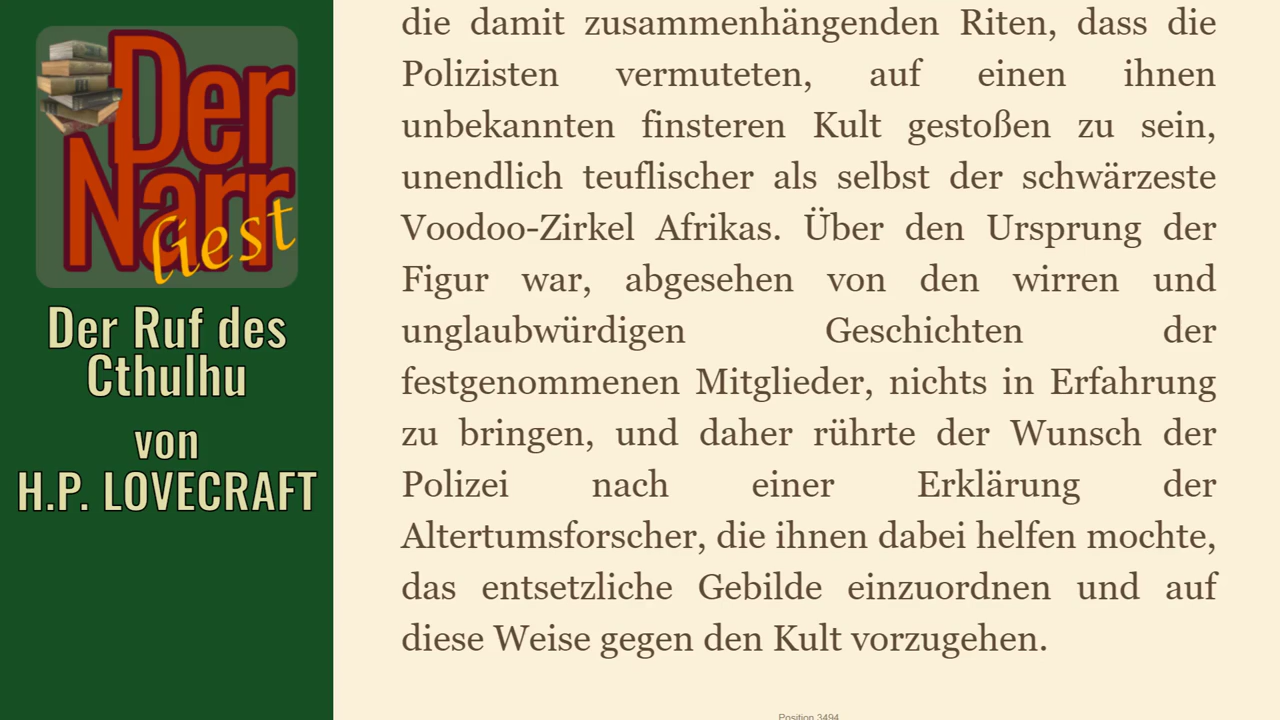 Der
Narr
liest
Der Ruf des
Cthulhu
von
H.P. LOVECRAFT
die damit zusammenhängenden Riten, dass die
Polizisten vermuteten, auf einen ihnen
unbekannten finsteren Kult gestoßen zu sein,
unendlich teuflischer als selbst der schwärzeste
Voodoo-Zirkel Afrikas. Über den Ursprung der
Figur war, abgesehen von den wirren und
unglaubwürdigen Geschichten der
festgenommenen Mitglieder, nichts in Erfahrung
zu bringen, und daher rührte der Wunsch der
Polizei nach einer Erklärung der
Altertumsforscher, die ihnen dabei helfen mochte,
das entsetzliche Gebilde einzuordnen und auf
diese Weise gegen den Kult vorzugehen.
Position 3494